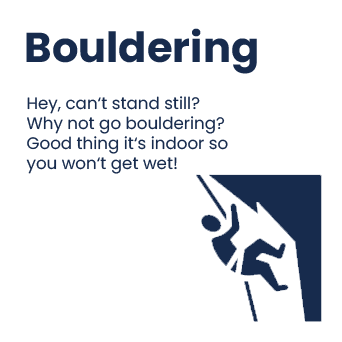 Bouldering
Hey, can't stand still?
Why not go bouldering?
Good thing it's indoor so
you won't get wet!